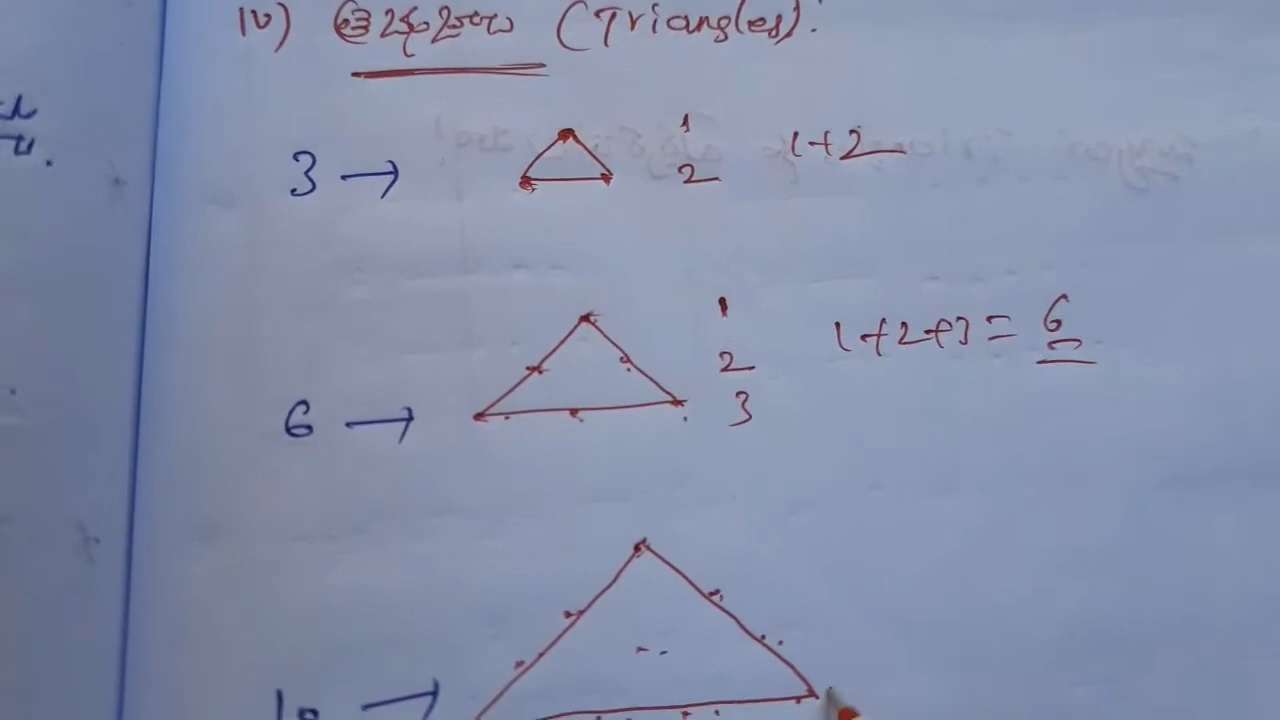 iv) త్రిభుజాలు (Triangles):
3 → 1 1+2
2
6 → 1 1+2+3 = 6
2
3
10 →